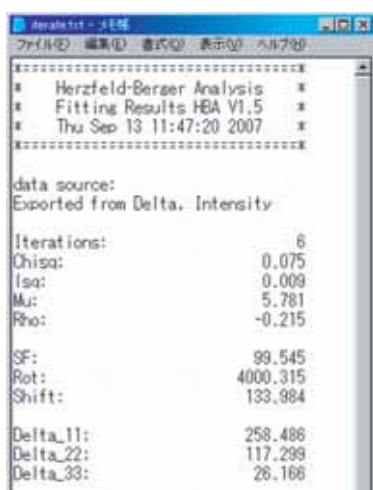 メモ帳
ファイル(F) 編集(E) 書式(O) 表示(V) ヘルプ(H)
X==============================X
* Herzfeld-Berger Analysis *
* Fitting Results HBA V1.5 *
* Thu Sep 13 11:47:20 2007 *
X==============================X
data source:
Exported from Delta. Intensity
Iterations: 6
Chisq: 0.075
Isq: 0.009
Mu: 5.781
Rho: -0.215
SF: 99.545
Rot: 4000.315
Shift: 133.984
Delta_11: 258.486
Delta_22: 117.299
Delta_33: 26.166